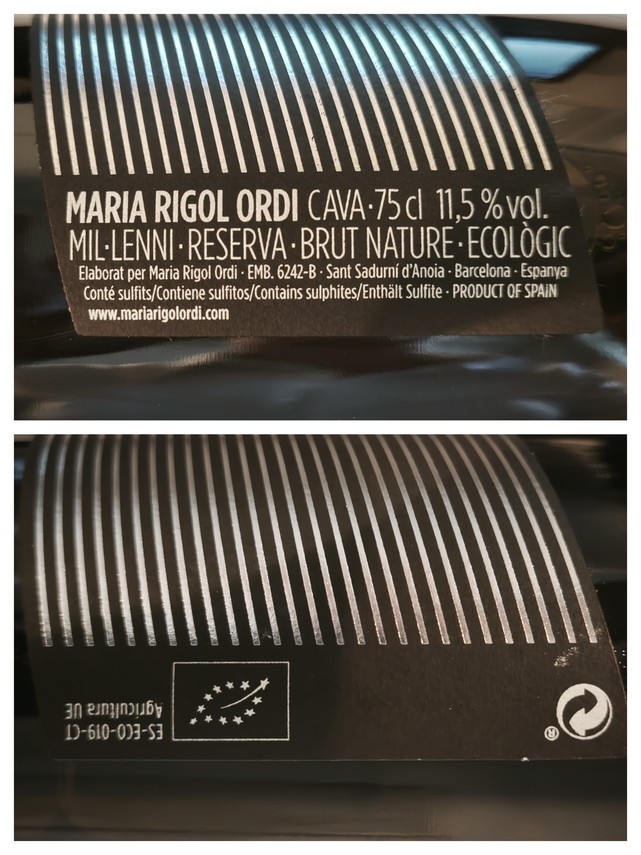 MARIA RIGOL ORDI CAVA·75 cl 11,5 % vol.
MIL·LENNI·RESERVA·BRUT NATURE·ECOLÒGIC
Elaborat per Maria Rigol Ordi · EMB. 6242-B · Sant Sadurní d'Anoia · Barcelona · Espanya
Conté sulfits/Contiene sulfitos/Contains sulphites/Enthält Sulfite · PRODUCT OF SPAIN
www.mariarigolordi.com
ES-ECO-019-CT
Agricultura UE
®